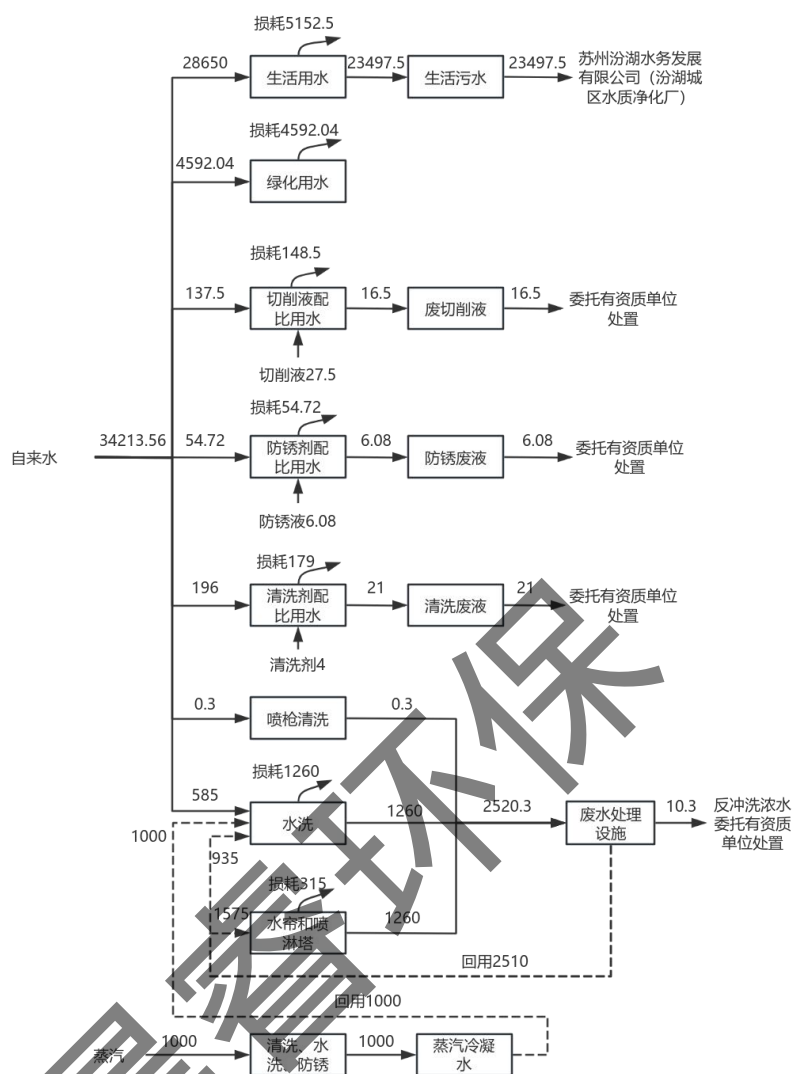 损耗5152.5
28650
生活用水
23497.5
生活污水
23497.5
苏州汾湖水务发展
有限公司（汾湖城
区水质净化厂）
损耗4592.04
4592.04
绿化用水
损耗148.5
137.5
切削液配
比用水
16.5
废切削液
16.5
委托有资质单位
处置
切削液27.5
损耗54.72
自来水
34213.56
54.72
防锈剂配
比用水
6.08
防锈废液
6.08
委托有资质单位
处置
防锈液6.08
损耗179
196
清洗剂配
比用水
21
清洗废液
21
委托有资质单位
处置
清洗剂4
0.3
喷枪清洗
0.3
损耗1260
585
水洗
1260
2520.3
废水处理
设施
10.3
反冲洗浓水
委托有资质
单位处置
1000
935
损耗315
1575
水帘和喷
淋塔
1260
回用2510
回用1000
蒸汽
1000
清洗、水
洗、防锈
1000
蒸汽冷凝
水
睿环保